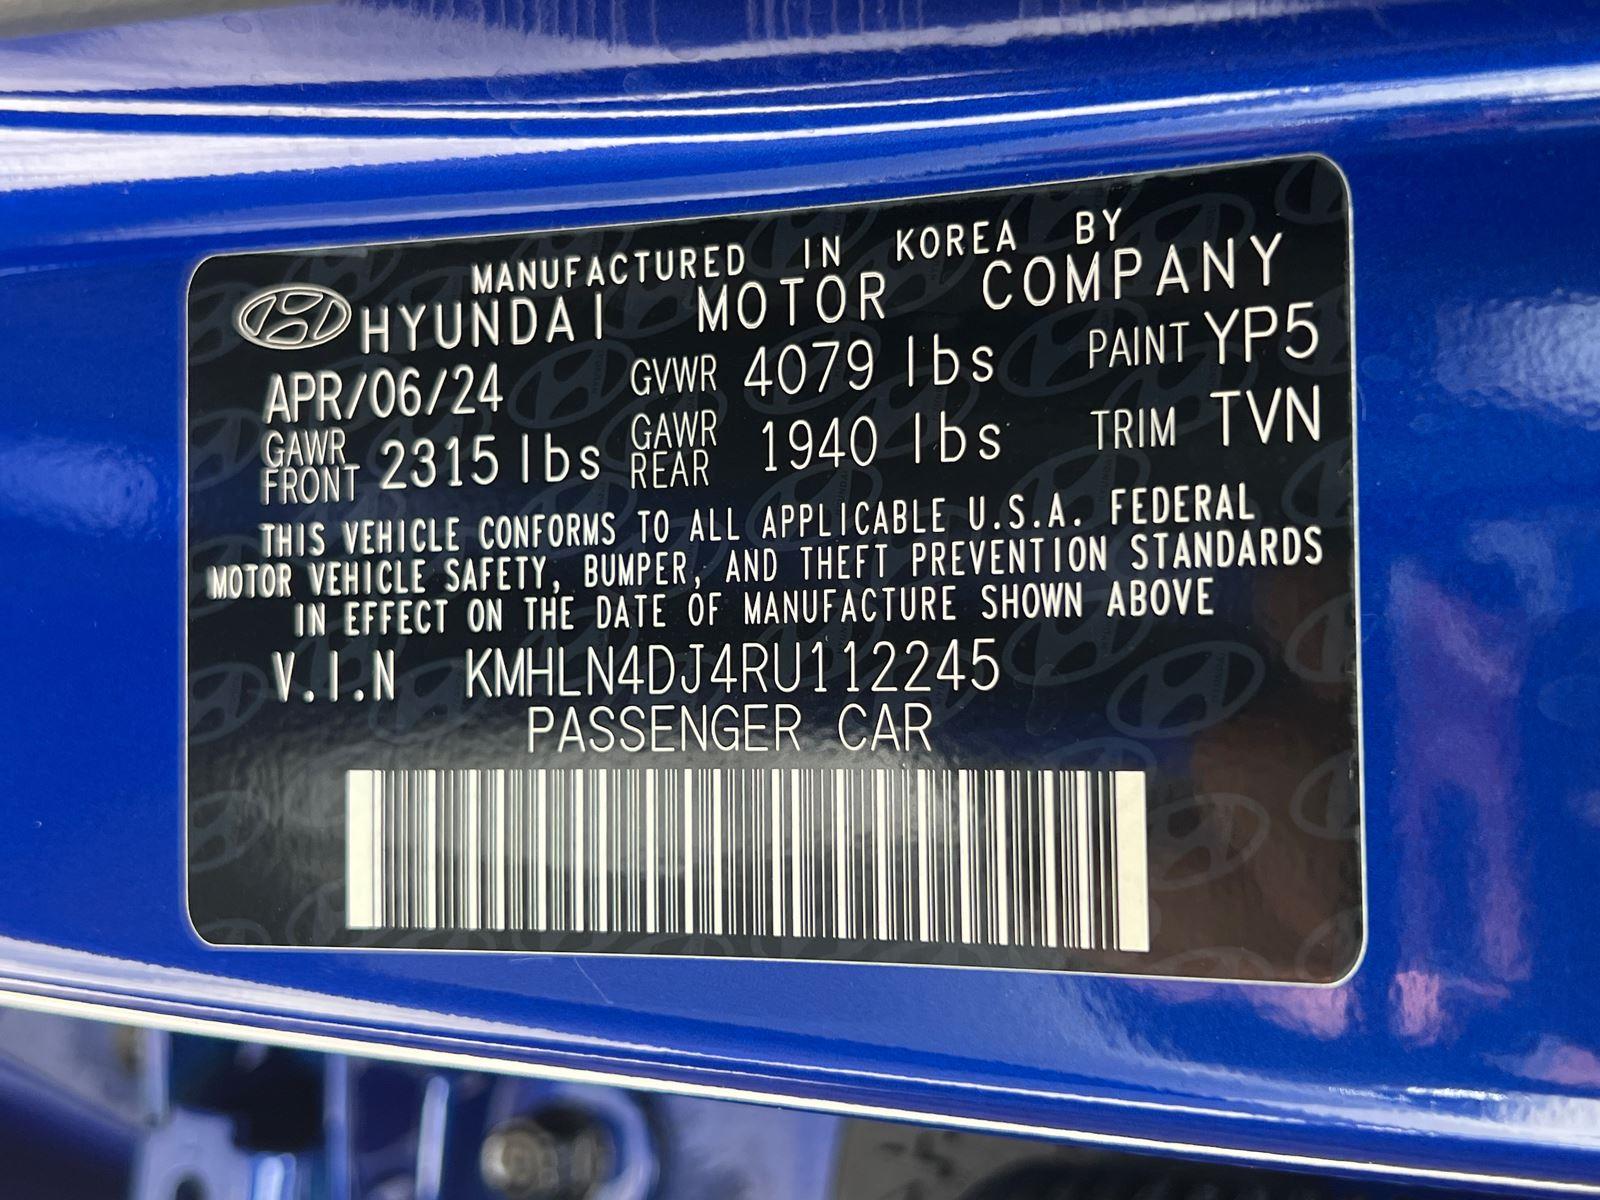 MANUFACTURED IN KOREA BY
HYUNDAI MOTOR COMPANY
APR/06/24 GVWR 4079 lbs PAINT YP5
GAWR FRONT 2315 lbs GAWR REAR 1940 lbs TRIM TVN
THIS VEHICLE CONFORMS TO ALL APPLICABLE U.S.A. FEDERAL
MOTOR VEHICLE SAFETY, BUMPER, AND THEFT PREVENTION STANDARDS
IN EFFECT ON THE DATE OF MANUFACTURE SHOWN ABOVE
V.I.N KMHLN4DJ4RU112245
PASSENGER CAR